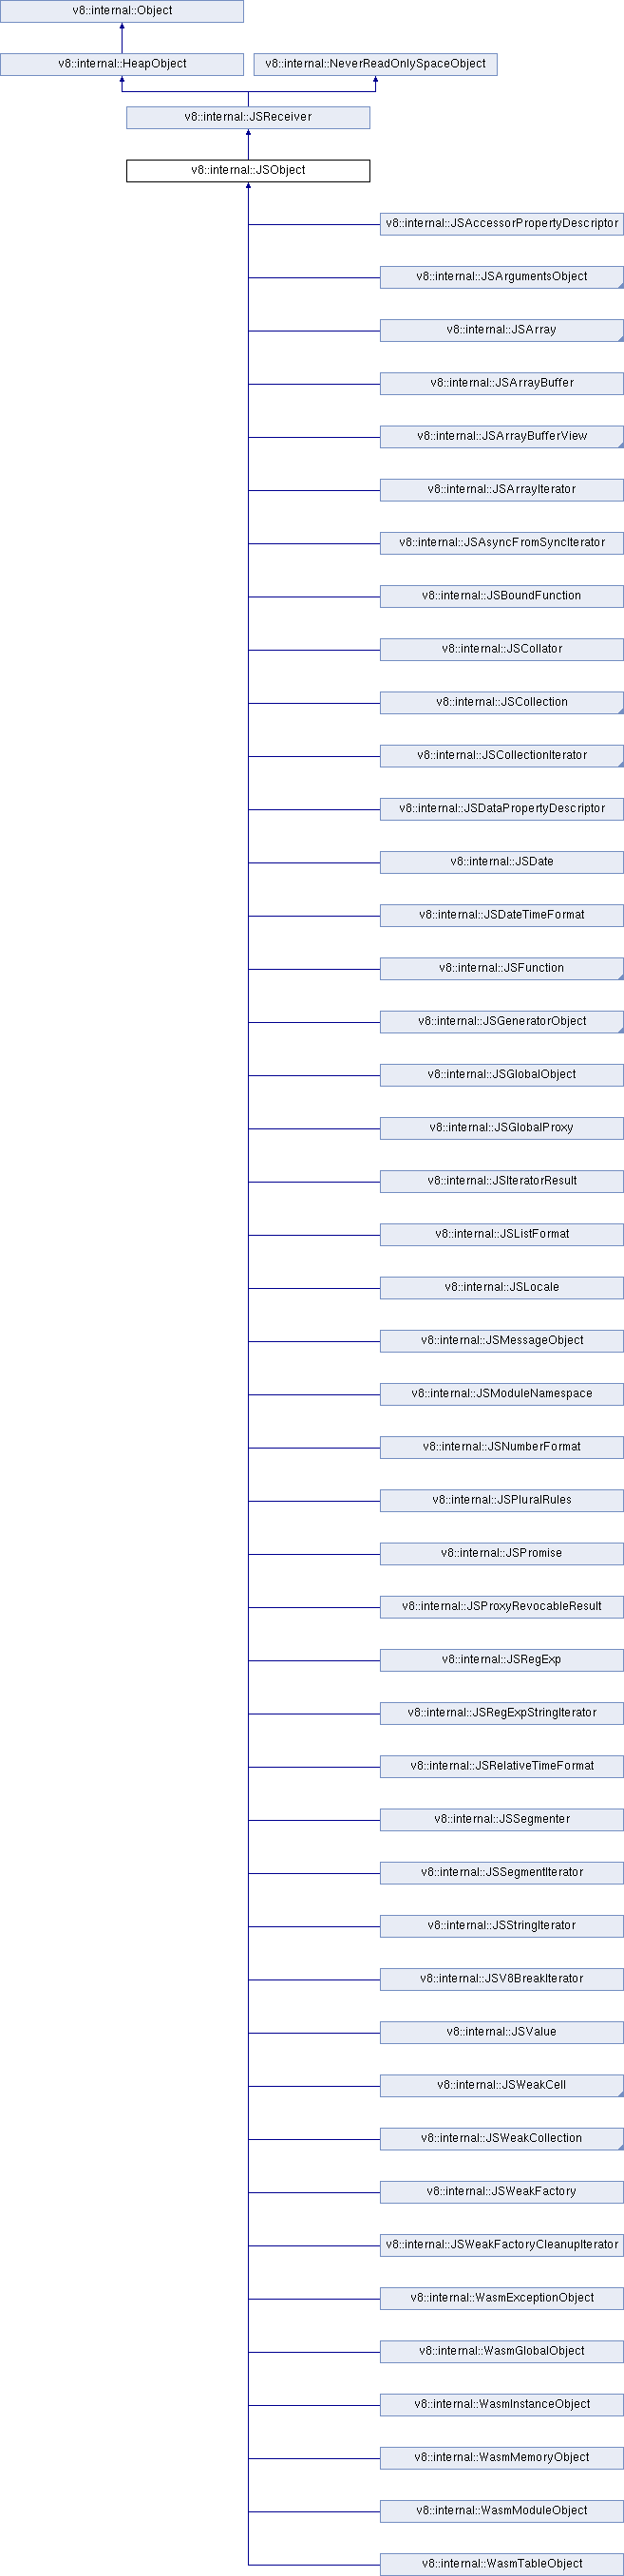 v8::internal::Object
v8::internal::HeapObject
v8::internal::NeverReadOnlySpaceObject
v8::internal::JSReceiver
v8::internal::JSObject
v8::internal::JSAccessorPropertyDescriptor
v8::internal::JSArgumentsObject
v8::internal::JSArray
v8::internal::JSArrayBuffer
v8::internal::JSArrayBufferView
v8::internal::JSArrayIterator
v8::internal::JSAsyncFromSyncIterator
v8::internal::JSBoundFunction
v8::internal::JSCollator
v8::internal::JSCollection
v8::internal::JSCollectionIterator
v8::internal::JSDataPropertyDescriptor
v8::internal::JSDate
v8::internal::JSDateTimeFormat
v8::internal::JSFunction
v8::internal::JSGeneratorObject
v8::internal::JSGlobalObject
v8::internal::JSGlobalProxy
v8::internal::JSIteratorResult
v8::internal::JSListFormat
v8::internal::JSLocale
v8::internal::JSMessageObject
v8::internal::JSModuleNamespace
v8::internal::JSNumberFormat
v8::internal::JSPluralRules
v8::internal::JSPromise
v8::internal::JSProxyRevocableResult
v8::internal::JSRegExp
v8::internal::JSRegExpStringIterator
v8::internal::JSRelativeTimeFormat
v8::internal::JSSegmenter
v8::internal::JSSegmentIterator
v8::internal::JSStringIterator
v8::internal::JSV8BreakIterator
v8::internal::JSValue
v8::internal::JSWeakCell
v8::internal::JSWeakCollection
v8::internal::JSWeakFactory
v8::internal::JSWeakFactoryCleanupIterator
v8::internal::WasmExceptionObject
v8::internal::WasmGlobalObject
v8::internal::WasmInstanceObject
v8::internal::WasmMemoryObject
v8::internal::WasmModuleObject
v8::internal::WasmTableObject